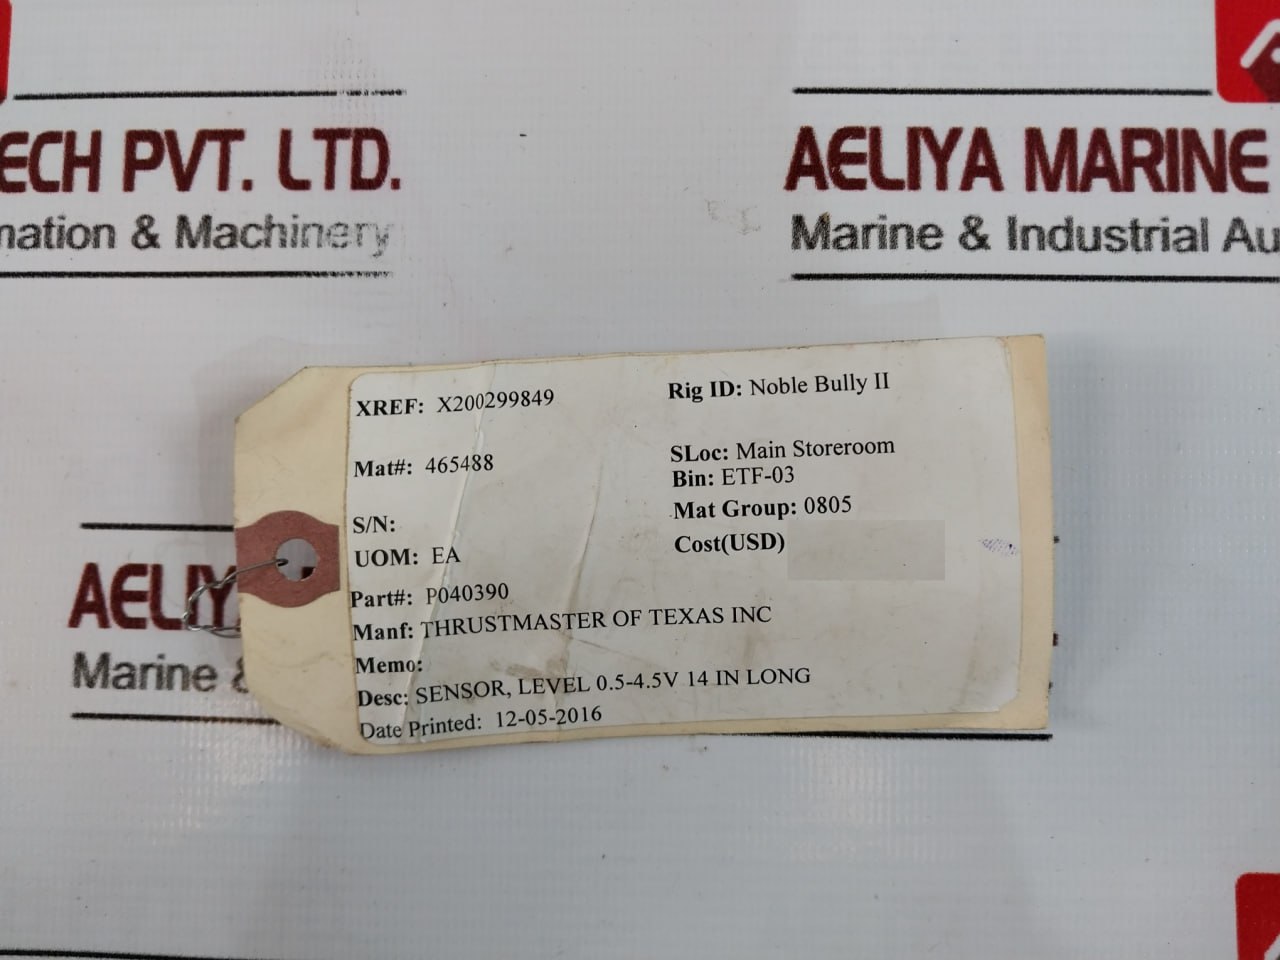 ECH PVT. LTD.
nation & Machinery
AELIYA MARINE
Marine & Industrial Au
XREF: X200299849
Rig ID: Noble Bully II
Mat#: 465488
SLoc: Main Storeroom
Bin: ETF-03
S/N:
Mat Group: 0805
UOM: EA
Cost(USD)
Part#: P040390
Manf: THRUSTMASTER OF TEXAS INC
Memo:
Desc: SENSOR, LEVEL 0.5-4.5V 14 IN LONG
Date Printed: 12-05-2016
AELIY
Marine &